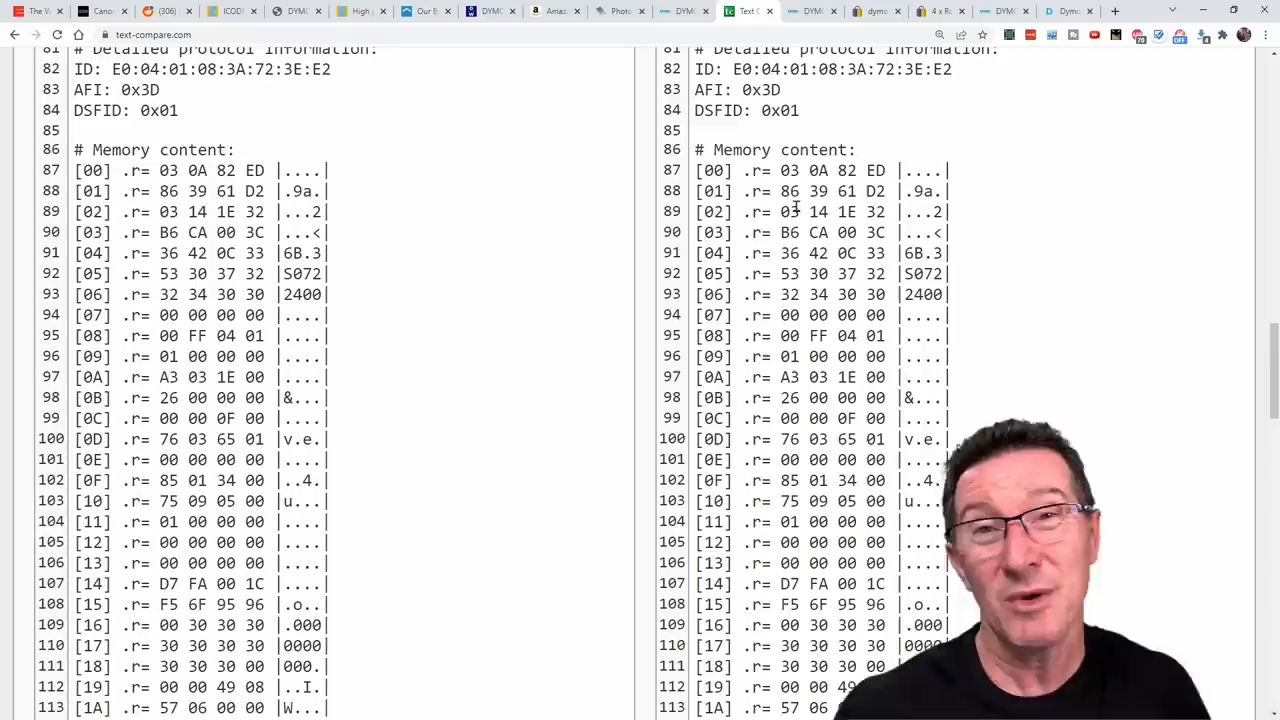 The W
Canc
(306)
ICOD!
DYMC
High
Our E
DYM
Amaz
Photo
DYMC
Text C
DYMC
dymo
4 x R
DYMC
Dymo
text-compare.com
81 # Detailed protocol information:
82 ID: E0:04:01:08:3A:72:3E:E2
83 AFI: 0x3D
84 DSFID: 0x01
85
86 # Memory content:
87 [00] .r= 03 0A 82 ED |....|
88 [01] .r= 86 39 61 D2 |.9a.|
89 [02] .r= 03 14 1E 32 |...2|
90 [03] .r= B6 CA 00 3C |...<|
91 [04] .r= 36 42 0C 33 |6B.3|
92 [05] .r= 53 30 37 32 |S072|
93 [06] .r= 32 34 30 30 |2400|
94 [07] .r= 00 00 00 00 |....|
95 [08] .r= 00 FF 04 01 |....|
96 [09] .r= 01 00 00 00 |....|
97 [0A] .r= A3 03 1E 00 |....|
98 [0B] .r= 26 00 00 00 |&...|
99 [0C] .r= 00 00 0F 00 |....|
100 [0D] .r= 76 03 65 01 |v.e.|
101 [0E] .r= 00 00 00 00 |....|
102 [0F] .r= 85 01 34 00 |..4.|
103 [10] .r= 75 09 05 00 |u...|
104 [11] .r= 01 00 00 00 |....|
105 [12] .r= 00 00 00 00 |....|
106 [13] .r= 00 00 00 00 |....|
107 [14] .r= D7 FA 00 1C |....|
108 [15] .r= F5 6F 95 96 |.o..|
109 [16] .r= 00 30 30 30 |.000|
110 [17] .r= 30 30 30 30 |0000|
111 [18] .r= 30 30 30 00 |000.|
112 [19] .r= 00 00 49 08 |..I.|
113 [1A] .r= 57 06 00 00 |W...|
81 # Detailed protocol information:
82 ID: E0:04:01:08:3A:72:3E:E2
83 AFI: 0x3D
84 DSFID: 0x01
85
86 # Memory content:
87 [00] .r= 03 0A 82 ED |....|
88 [01] .r= 86 39 61 D2 |.9a.|
89 [02] .r= 03 14 1E 32 |...2|
90 [03] .r= B6 CA 00 3C |...<|
91 [04] .r= 36 42 0C 33 |6B.3|
92 [05] .r= 53 30 37 32 |S072|
93 [06] .r= 32 34 30 30 |2400|
94 [07] .r= 00 00 00 00 |....|
95 [08] .r= 00 FF 04 01 |....|
96 [09] .r= 01 00 00 00 |....|
97 [0A] .r= A3 03 1E 00 |....|
98 [0B] .r= 26 00 00 00 |&...|
99 [0C] .r= 00 00 0F 00 |....|
100 [0D] .r= 76 03 65 01 |v.e.|
101 [0E] .r= 00 00 00 00 |....|
102 [0F] .r= 85 01 34 00 |..4.|
103 [10] .r= 75 09 05 00 |u...
104 [11] .r= 01 00 00 00 |....
105 [12] .r= 00 00 00 00 |....
106 [13] .r= 00 00 00 00 |....
107 [14] .r= D7 FA 00 1C |....
108 [15] .r= F5 6F 95 96 |.o..
109 [16] .r= 00 30 30 30 |.000
110 [17] .r= 30 30 30 30 |0000
111 [18] .r= 30 30 30 00
112 [19] .r= 00 00 49
113 [1A] .r= 57 06